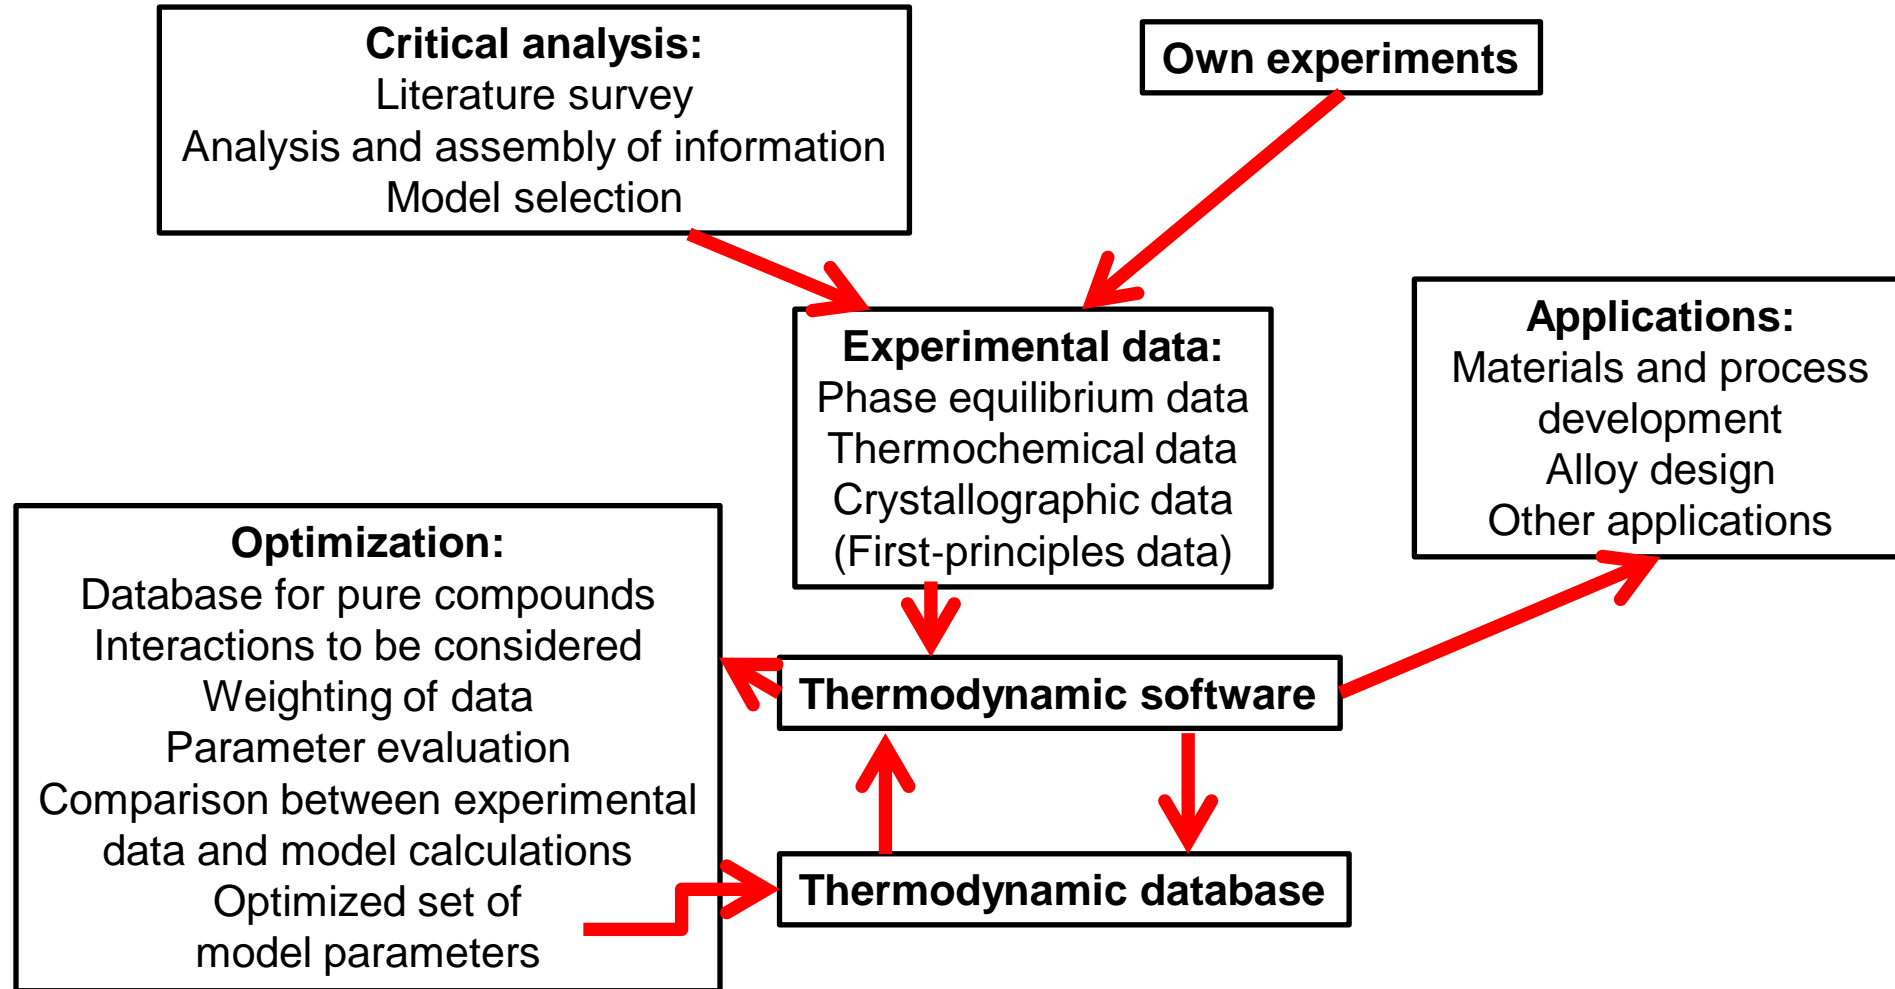 Critical analysis:
Literature survey
Analysis and assembly of information
Model selection
Own experiments
Experimental data:
Phase equilibrium data
Thermochemical data
Crystallographic data
(First-principles data)
Applications:
Materials and process
development
Alloy design
Other applications
Optimization:
Database for pure compounds
Interactions to be considered
Weighting of data
Parameter evaluation
Comparison between experimental
data and model calculations
Optimized set of
model parameters
Thermodynamic software
Thermodynamic database